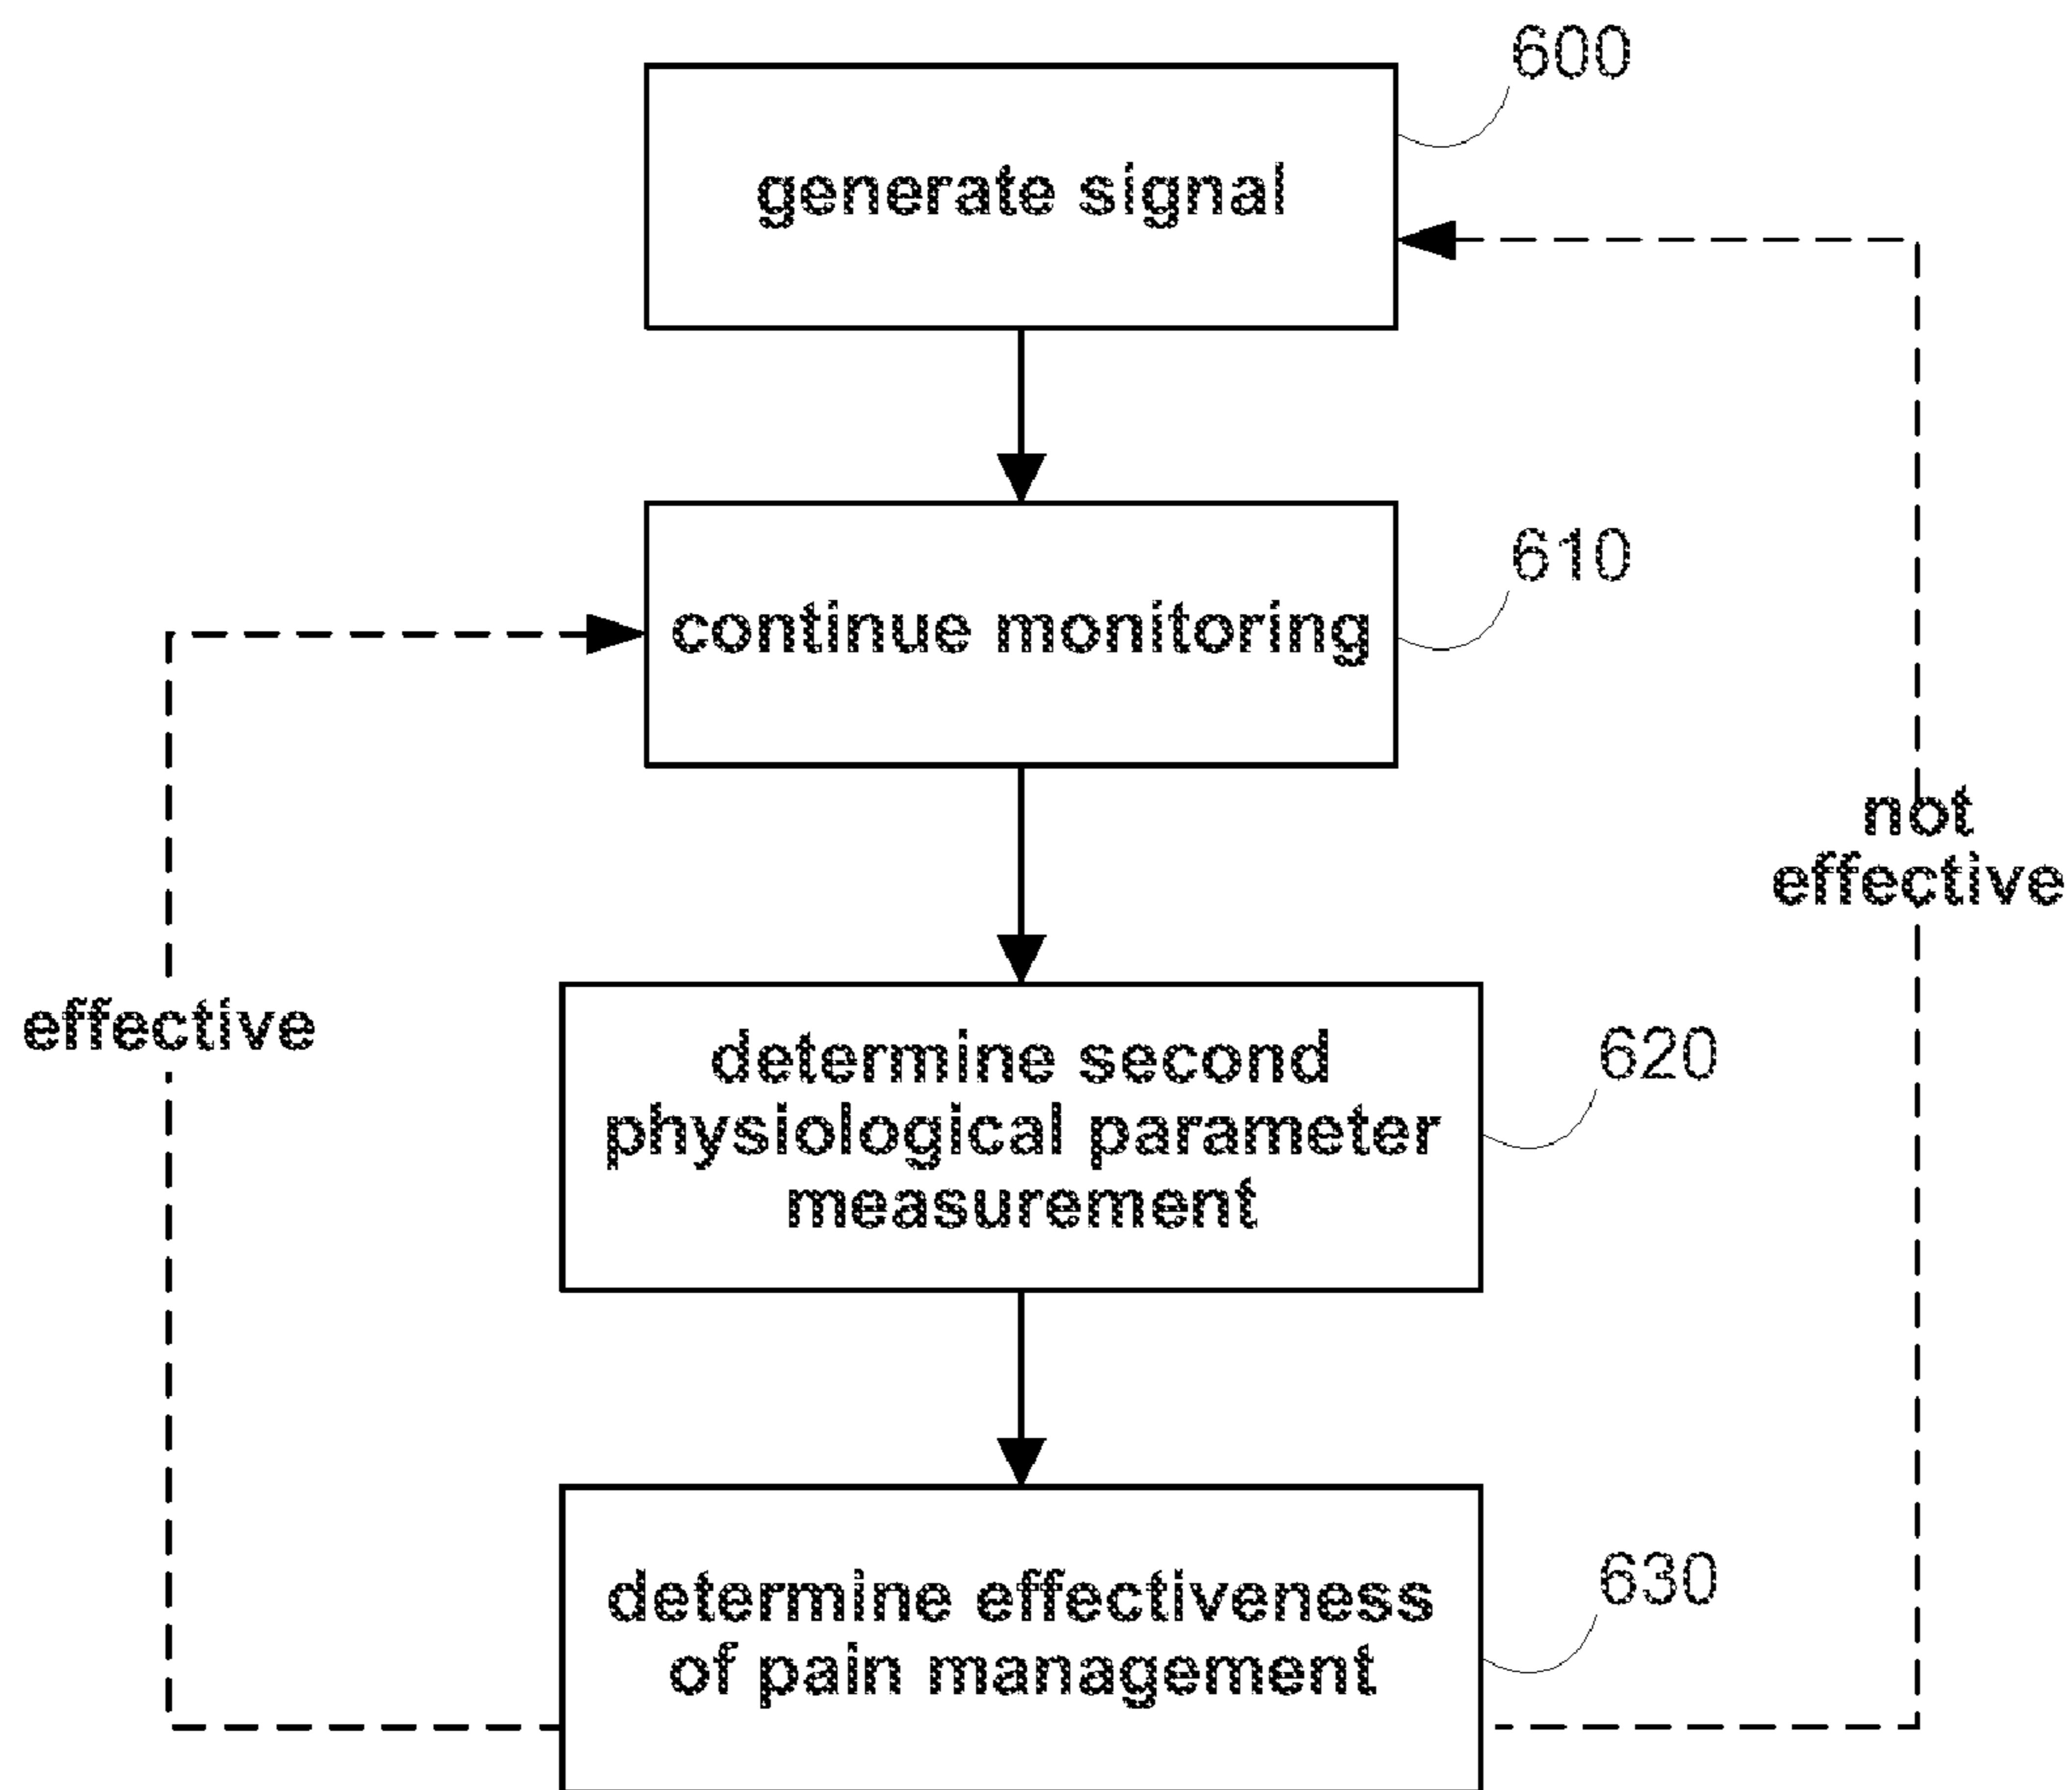 600
generate signal
610
continue monitoring
not
effective
effective
determine second
physiological parameter
measurement
620
determine effectiveness
of pain management
630